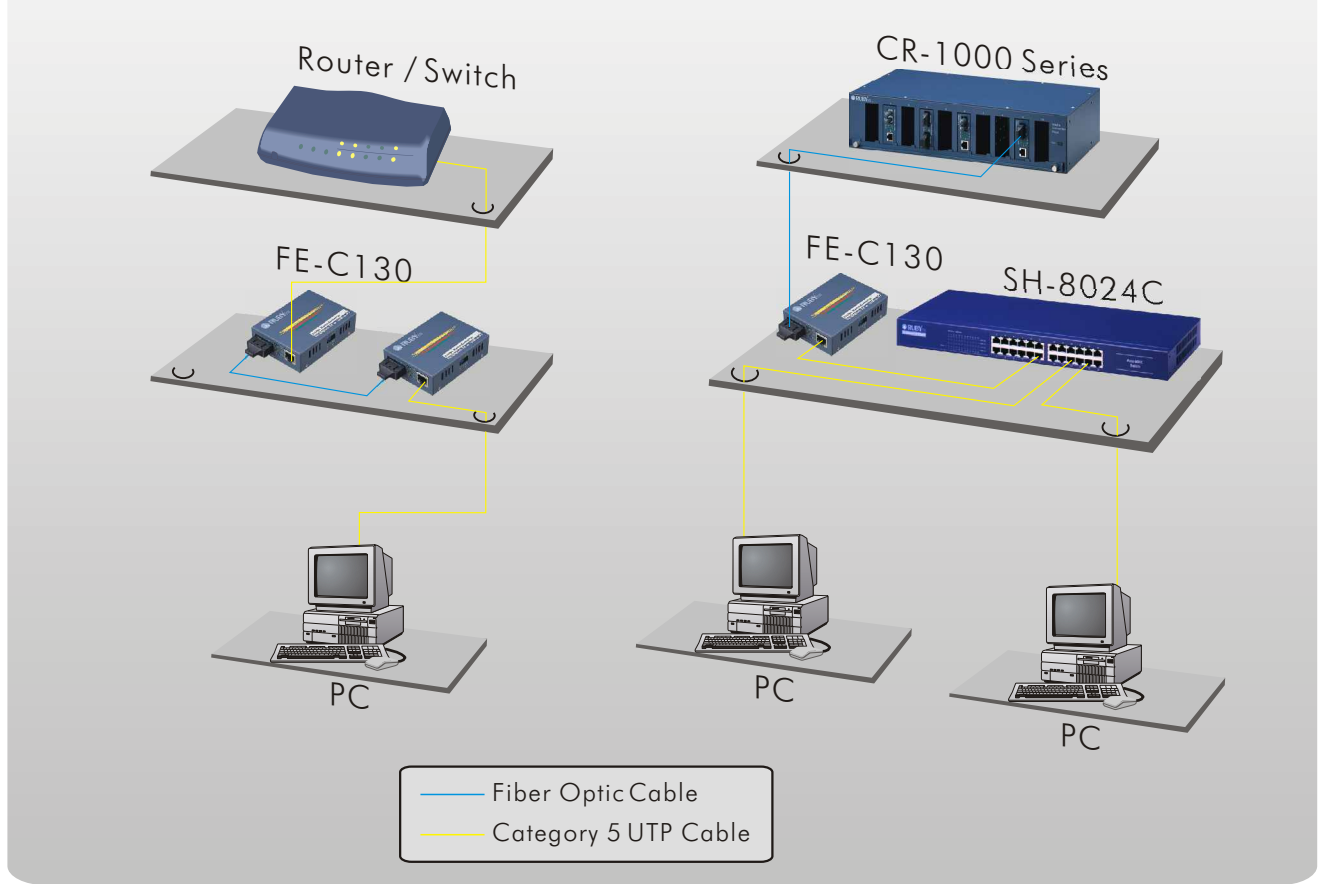 Router / Switch
CR-1000 Series
FE-C130
FE-C130
SH-8024C
PC
PC
PC
Fiber Optic Cable
Category 5 UTP Cable